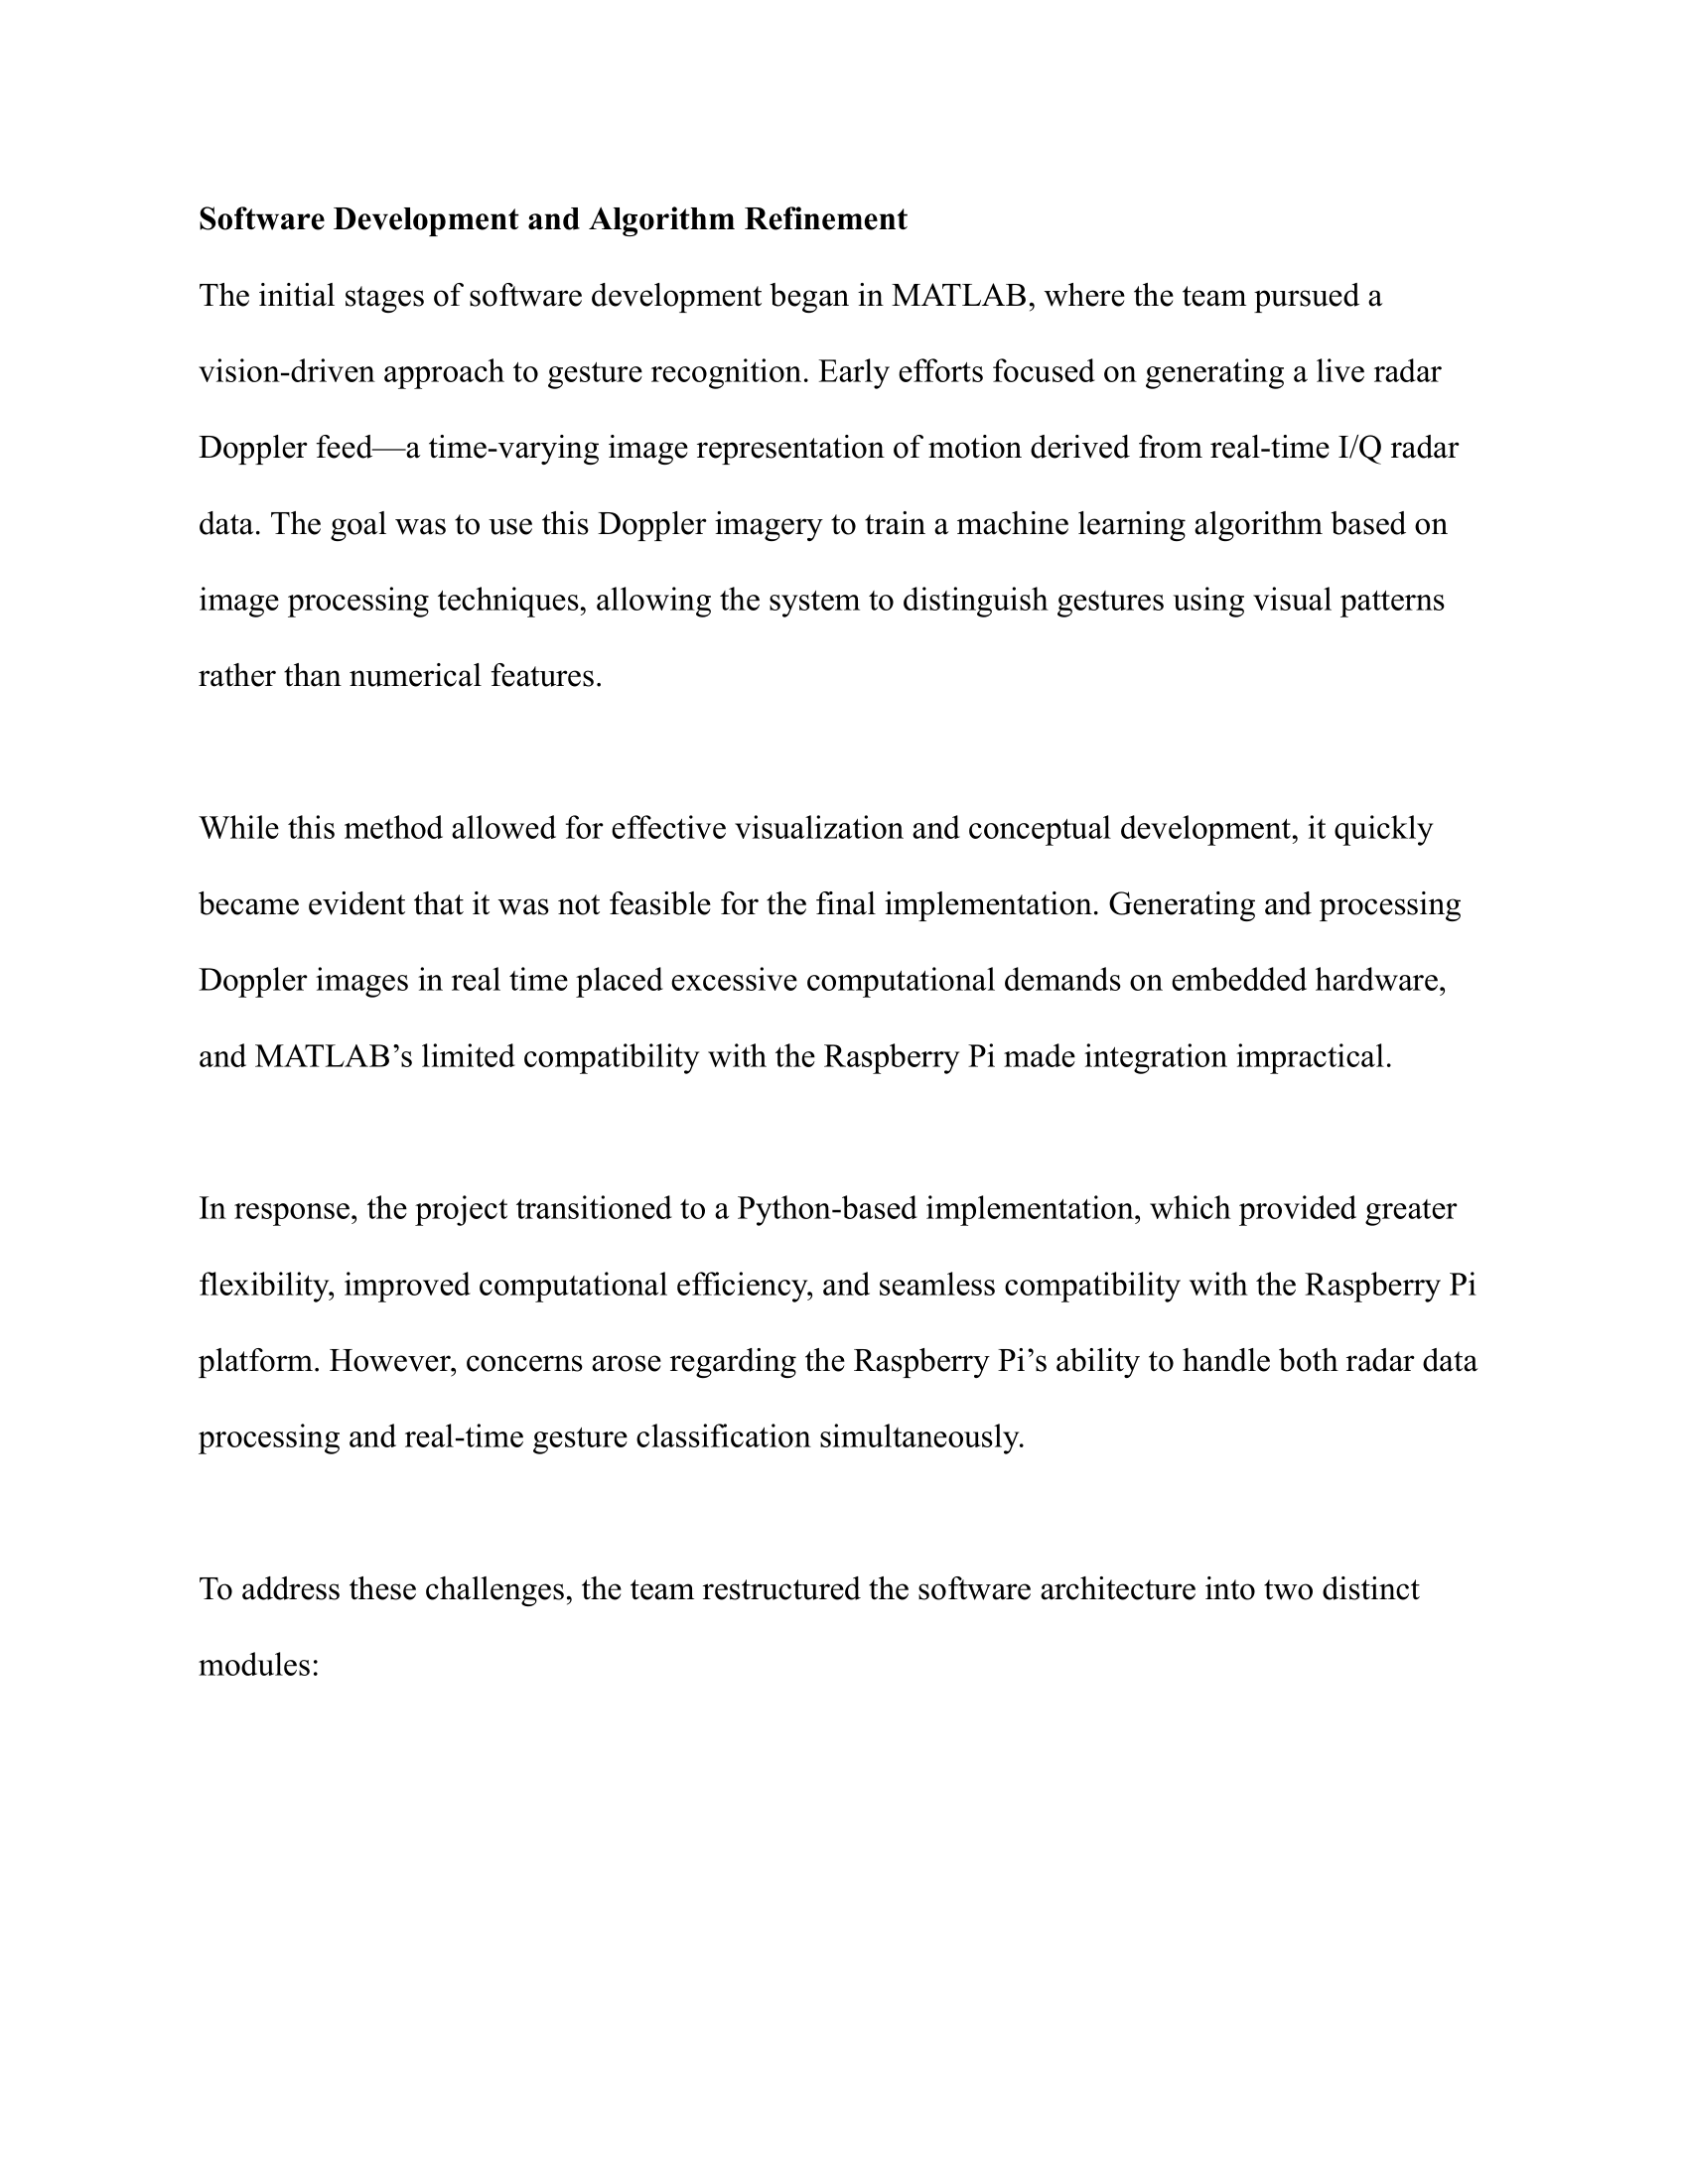 Software Development and Algorithm Refinement
The initial stages of software development began in MATLAB, where the team pursued a
vision-driven approach to gesture recognition. Early efforts focused on generating a live radar
Doppler feed—a time-varying image representation of motion derived from real-time I/Q radar
data. The goal was to use this Doppler imagery to train a machine learning algorithm based on
image processing techniques, allowing the system to distinguish gestures using visual patterns
rather than numerical features.
While this method allowed for effective visualization and conceptual development, it quickly
became evident that it was not feasible for the final implementation. Generating and processing
Doppler images in real time placed excessive computational demands on embedded hardware,
and MATLAB’s limited compatibility with the Raspberry Pi made integration impractical.
In response, the project transitioned to a Python-based implementation, which provided greater
flexibility, improved computational efficiency, and seamless compatibility with the Raspberry Pi
platform. However, concerns arose regarding the Raspberry Pi’s ability to handle both radar data
processing and real-time gesture classification simultaneously.
To address these challenges, the team restructured the software architecture into two distinct
modules: